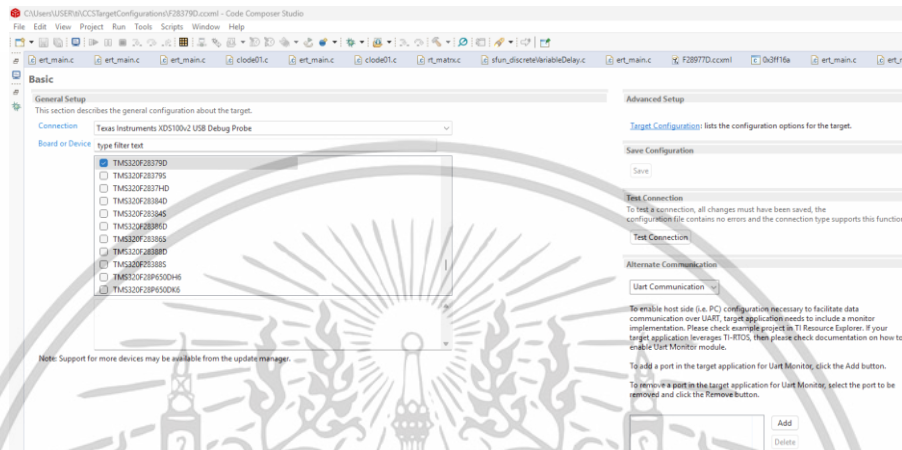 C:\Users\USER\ti\CCSTargetConfigurations\F28379D.ccxml - Code Composer Studio
File Edit View Project Run Tools Scripts Window Help
ert_main.c ert_main.c ert_main.c clode01.c ert_main.c clode01.c rt_matrx.c sfun_discreteVariableDelay.c ert_main.c F28977D.ccxml 0x3ff16a ert_main.c
Basic
General Setup
This section describes the general configuration about the target.
Connection Texas Instruments XDS100v2 USB Debug Probe
Board or Device type filter text
TMS320F28379D
TMS320F28379S
TMS320F2837HD
TMS320F28384D
TMS320F28384S
TMS320F28386D
TMS320F28386S
TMS320F28388D
TMS320F28388S
TMS320F28P650DH6
TMS320F28P650DK6
Note: Support for more devices may be available from the update manager.
Advanced Setup
Target Configuration: lists the configuration options for the target.
Save Configuration
Save
Test Connection
To test a connection, all changes must have been saved, the
configuration file contains no errors and the connection type supports this function
Test Connection
Alternate Communication
Uart Communication
To enable host side (i.e. PC) configuration necessary to facilitate data
communication over UART, target application needs to include a monitor
implementation. Please check example project in TI Resource Explorer. If your
target application leverages TI-RTOS, then please check documentation on how to
enable Uart Monitor module.
To add a port in the target application for Uart Monitor, click the Add button.
To remove a port in the target application for Uart Monitor, select the port to be
removed and click the Remove button.
Add
Delete